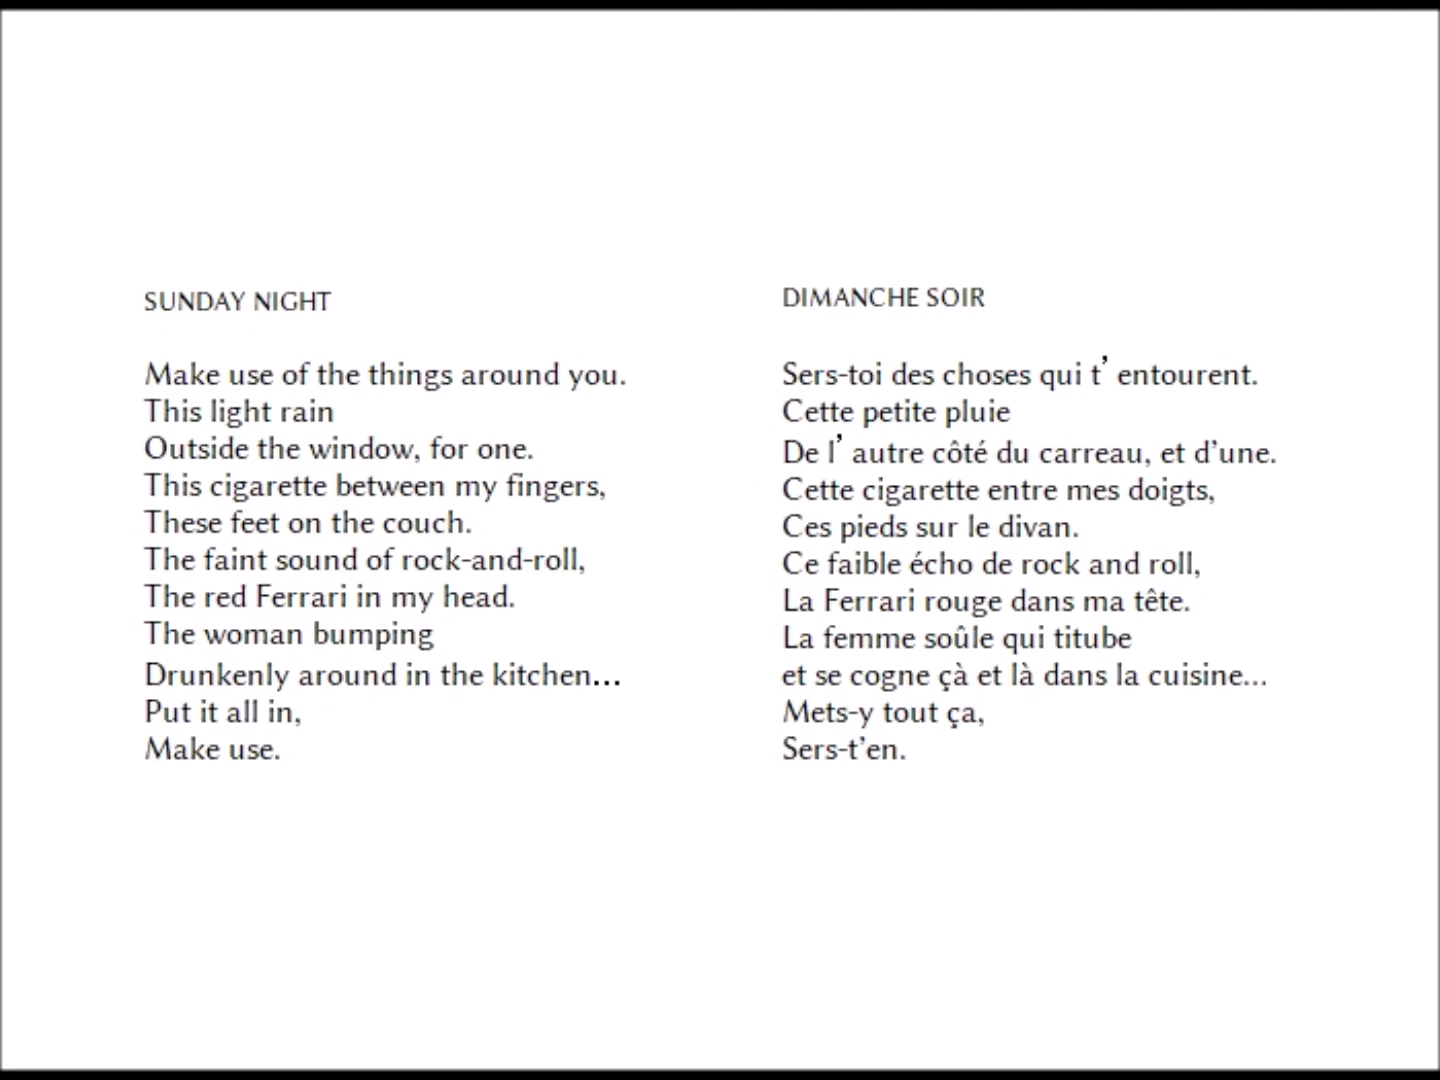 SUNDAY NIGHT
Make use of the things around you.
This light rain
Outside the window, for one.
This cigarette between my fingers,
These feet on the couch.
The faint sound of rock-and-roll,
The red Ferrari in my head.
The woman bumping
Drunkenly around in the kitchen...
Put it all in,
Make use.
DIMANCHE SOIR
Sers-toi des choses qui t’ entourent.
Cette petite pluie
De l’ autre côté du carreau, et d’une.
Cette cigarette entre mes doigts,
Ces pieds sur le divan.
Ce faible écho de rock and roll,
La Ferrari rouge dans ma tête.
La femme soûle qui titube
et se cogne çà et là dans la cuisine...
Mets-y tout ça,
Sers-t’en.